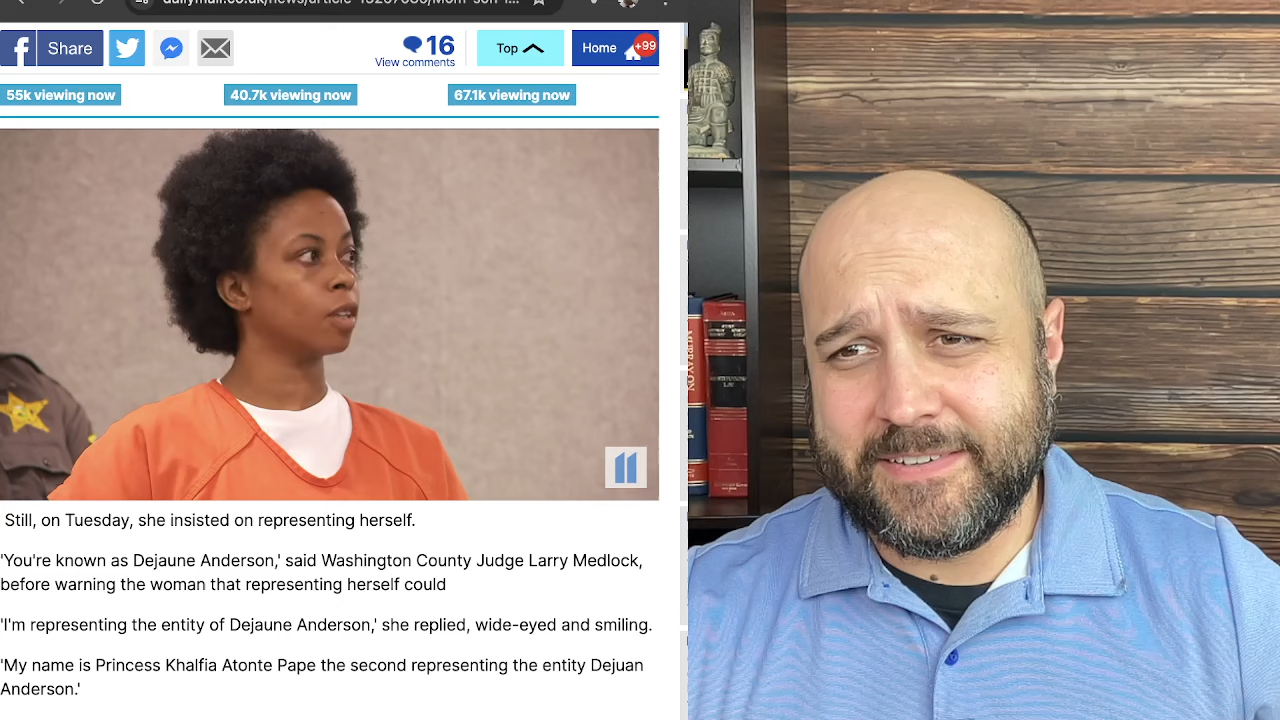 Share
16
View comments
Top
Home
+99
55k viewing now
40.7k viewing now
67.1k viewing now
Still, on Tuesday, she insisted on representing herself.
'You're known as Dejaune Anderson,' said Washington County Judge Larry Medlock,
before warning the woman that representing herself could
'I'm representing the entity of Dejaune Anderson,' she replied, wide-eyed and smiling.
'My name is Princess Khalfia Atonte Pape the second representing the entity Dejuan
Anderson.'
MURRAY ON